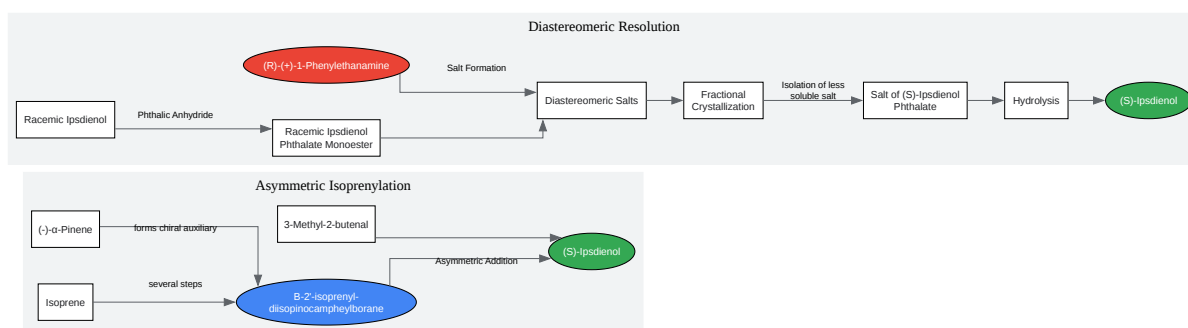 Diastereomeric Resolution
(R)-(+)-1-Phenylethanamine
Salt Formation
Racemic Ipsdienol
Phthalic Anhydride
Racemic Ipsdienol
Phthalate Monoester
Diastereomeric Salts
Fractional
Crystallization
Isolation of less
soluble salt
Salt of (S)-Ipsdienol
Phthalate
Hydrolysis
(S)-Ipsdienol
Asymmetric Isoprenylation
(-)-α-Pinene
forms chiral auxiliary
3-Methyl-2-butenal
(S)-Ipsdienol
Asymmetric Addition
Isoprene
several steps
B-2'-isoprenyl-
diisopinocampheylborane